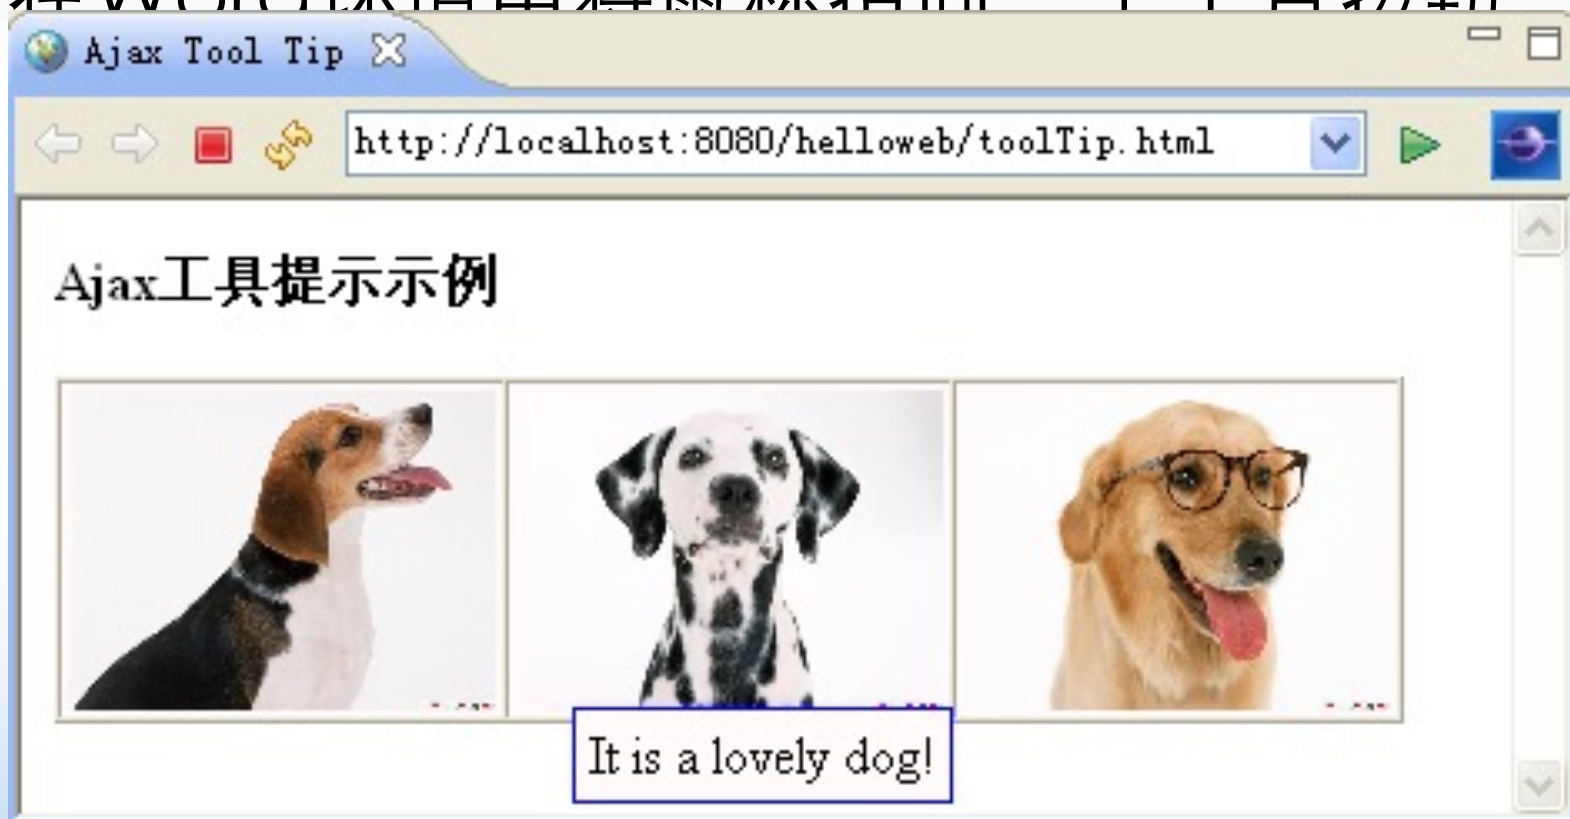 Ajax Tool Tip
http://localhost:8080/helloweb/toolTip.html
Ajax工具提示示例
It is a lovely dog!